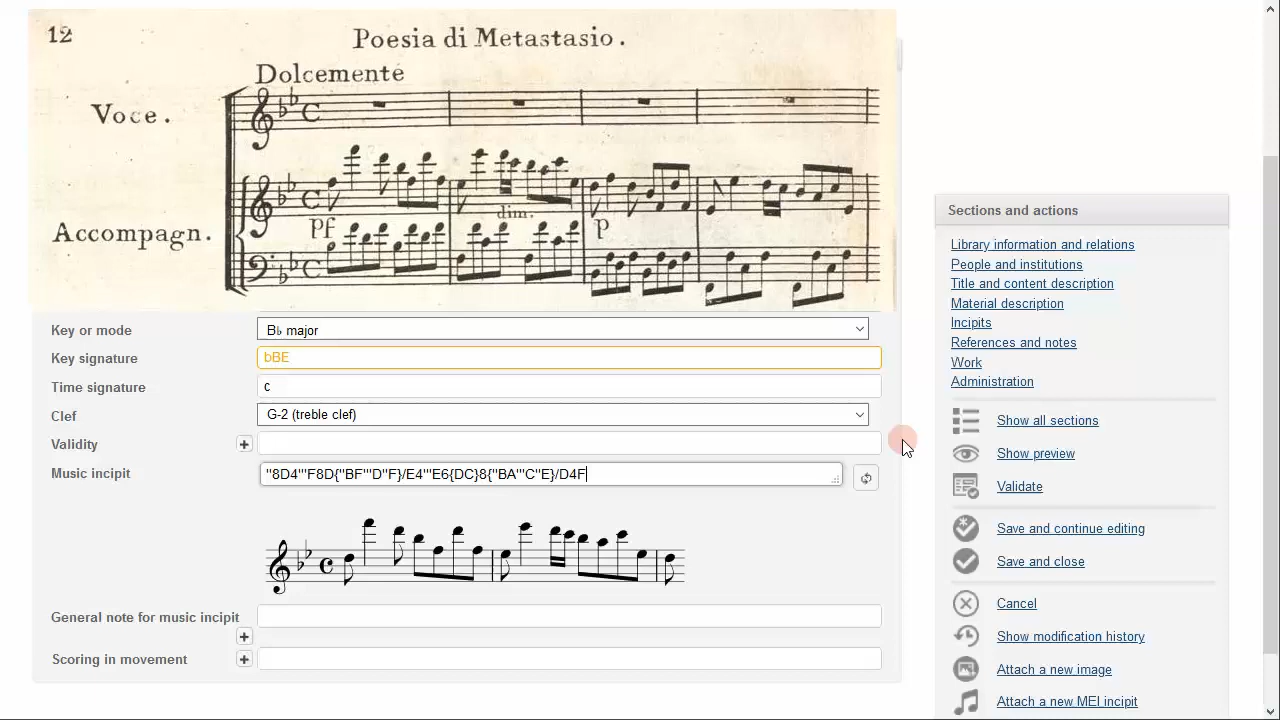 12
Poesia di Metastasio.
Dolcemente
Voce.
Accompagn.
pf
dim.
p
Key or mode
B♭ major
Key signature
bBE
Time signature
c
Clef
G-2 (treble clef)
Validity
Music incipit
''8D4'''F8D{''BF'''D''F}/E4'''E6{DC}8{''BA'''C''E}/D4F
General note for music incipit
Scoring in movement
Sections and actions
Library information and relations
People and institutions
Title and content description
Material description
Incipits
References and notes
Work
Administration
Show all sections
Show preview
Validate
Save and continue editing
Save and close
Cancel
Show modification history
Attach a new image
Attach a new MEI incipit